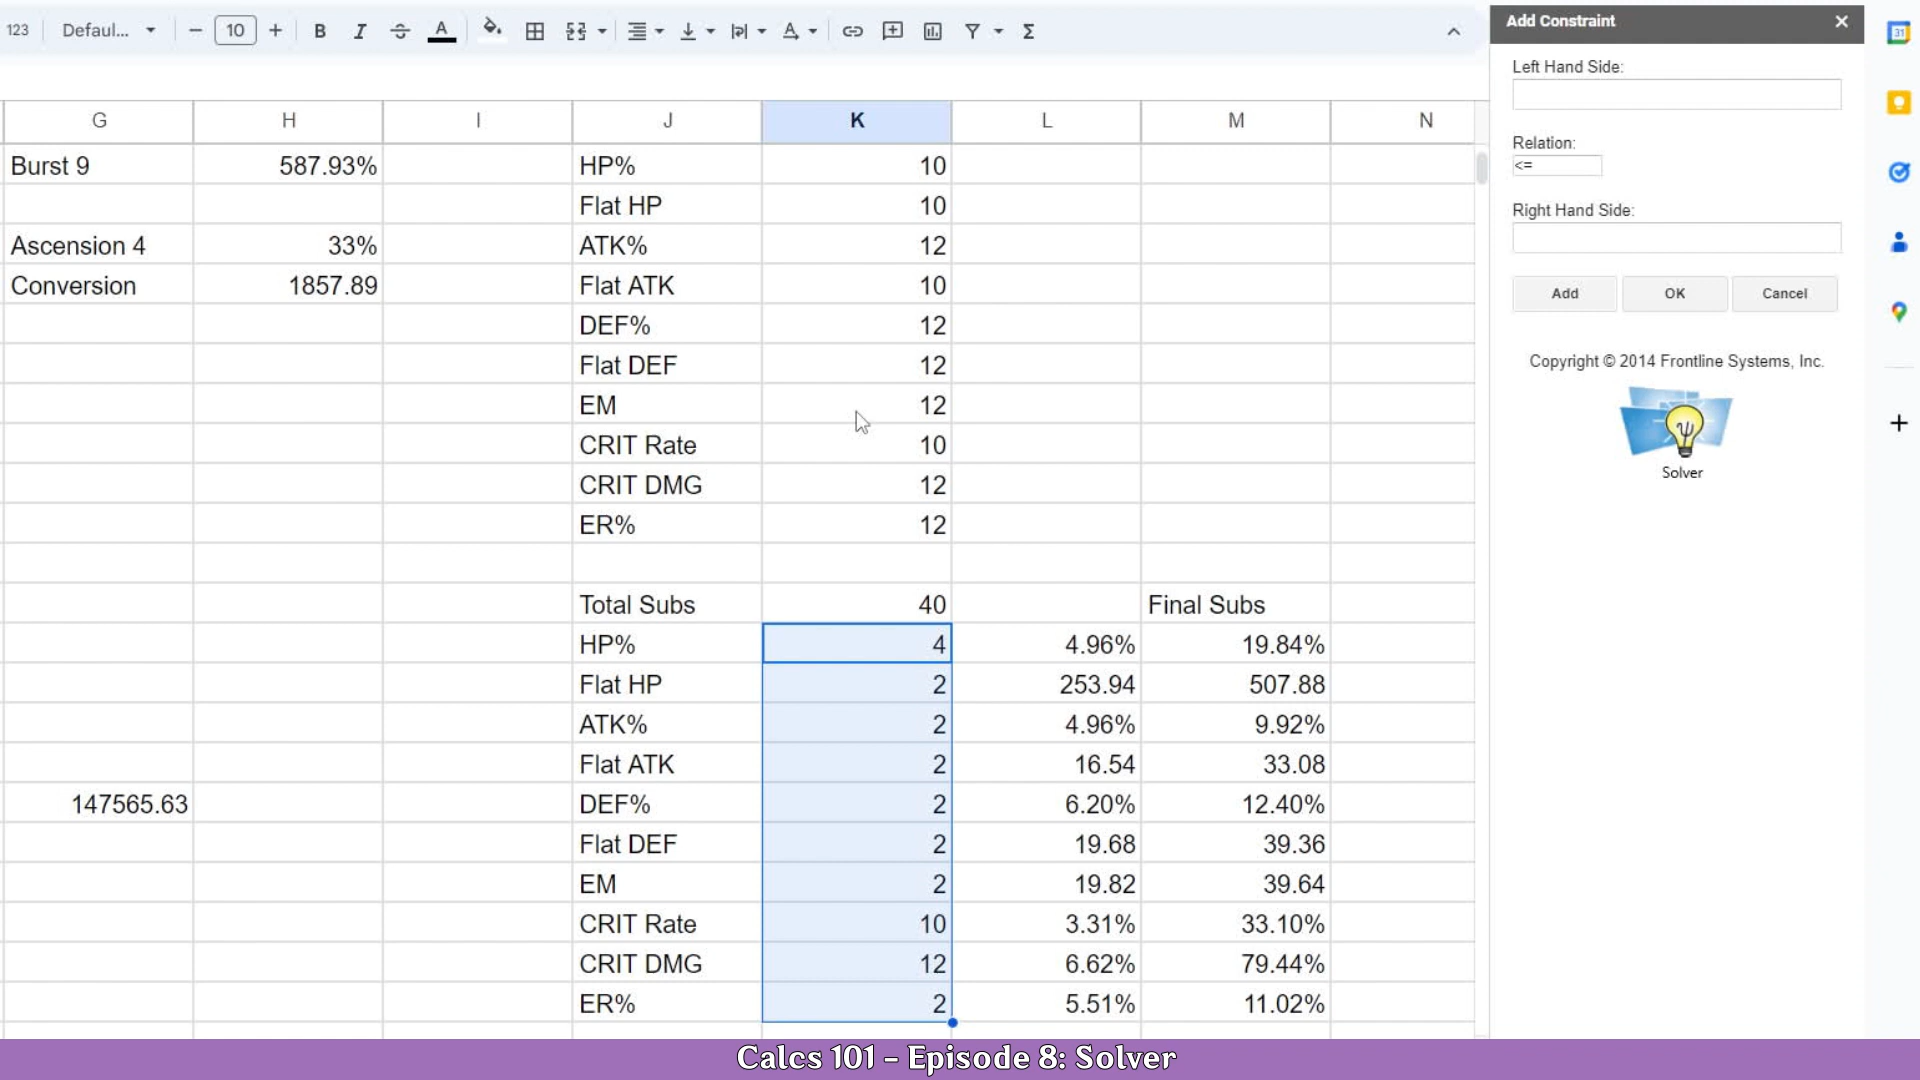 123 Defaul... 10 B I S A
Add Constraint
Left Hand Side:
Relation:
<=
Right Hand Side:
Add OK Cancel
Copyright © 2014 Frontline Systems, Inc.
Solver
31
G H I J K L M N
Burst 9 587.93% HP% 10
Flat HP 10
Ascension 4 33% ATK% 12
Conversion 1857.89 Flat ATK 10
DEF% 12
Flat DEF 12
EM 12
CRIT Rate 10
CRIT DMG 12
ER% 12
Total Subs 40 Final Subs
HP% 4 4.96% 19.84%
Flat HP 2 253.94 507.88
ATK% 2 4.96% 9.92%
Flat ATK 2 16.54 33.08
147565.63 DEF% 2 6.20% 12.40%
Flat DEF 2 19.68 39.36
EM 2 19.82 39.64
CRIT Rate 10 3.31% 33.10%
CRIT DMG 12 6.62% 79.44%
ER% 2 5.51% 11.02%
Calcs 101 - Episode 8: Solver